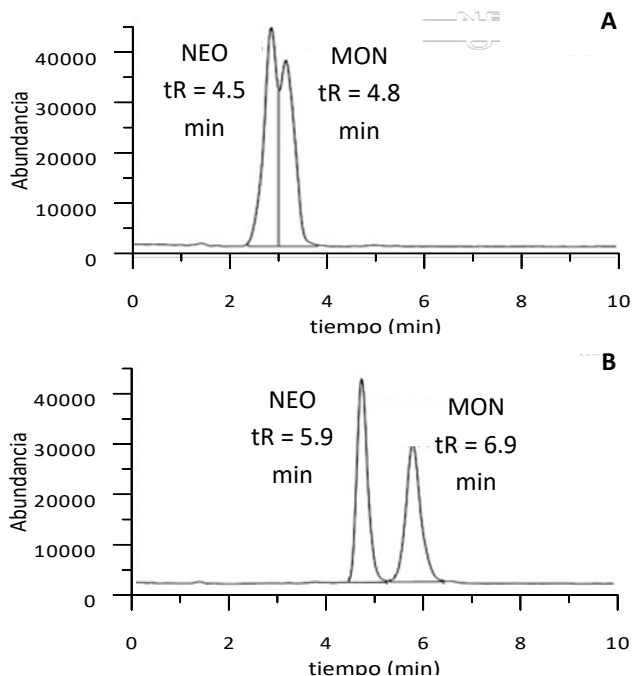 A
NEO
tR = 4.5
min
MON
tR = 4.8
min
Abundancia
40000
30000
20000
10000
0
0 2 4 6 8 10
tiempo (min)
B
NEO
tR = 5.9
min
MON
tR = 6.9
min
Abundancia
40000
30000
20000
10000
0
0 2 4 6 8 10
tiempo (min)